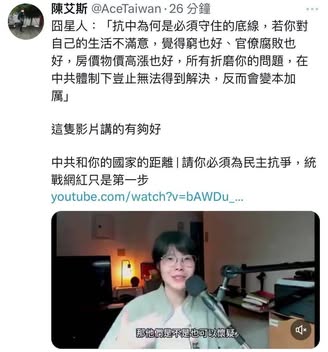 陳艾斯 @AceTaiwan · 26 分鐘
囧星人：「抗中為何是必須守住的底線，若你對
自己的生活不滿意，覺得窮也好、官僚腐敗也
好，房價物價高漲也好，所有折磨你的問題，在
中共體制下豈止無法得到解決，反而會變本加
厲」
這隻影片講的有夠好
中共和你的國家的距離 | 請你必須為民主抗爭，統
戰網紅只是第一步
youtube.com/watch?v=bAWDu_...
那他們是不是也可以懷疑